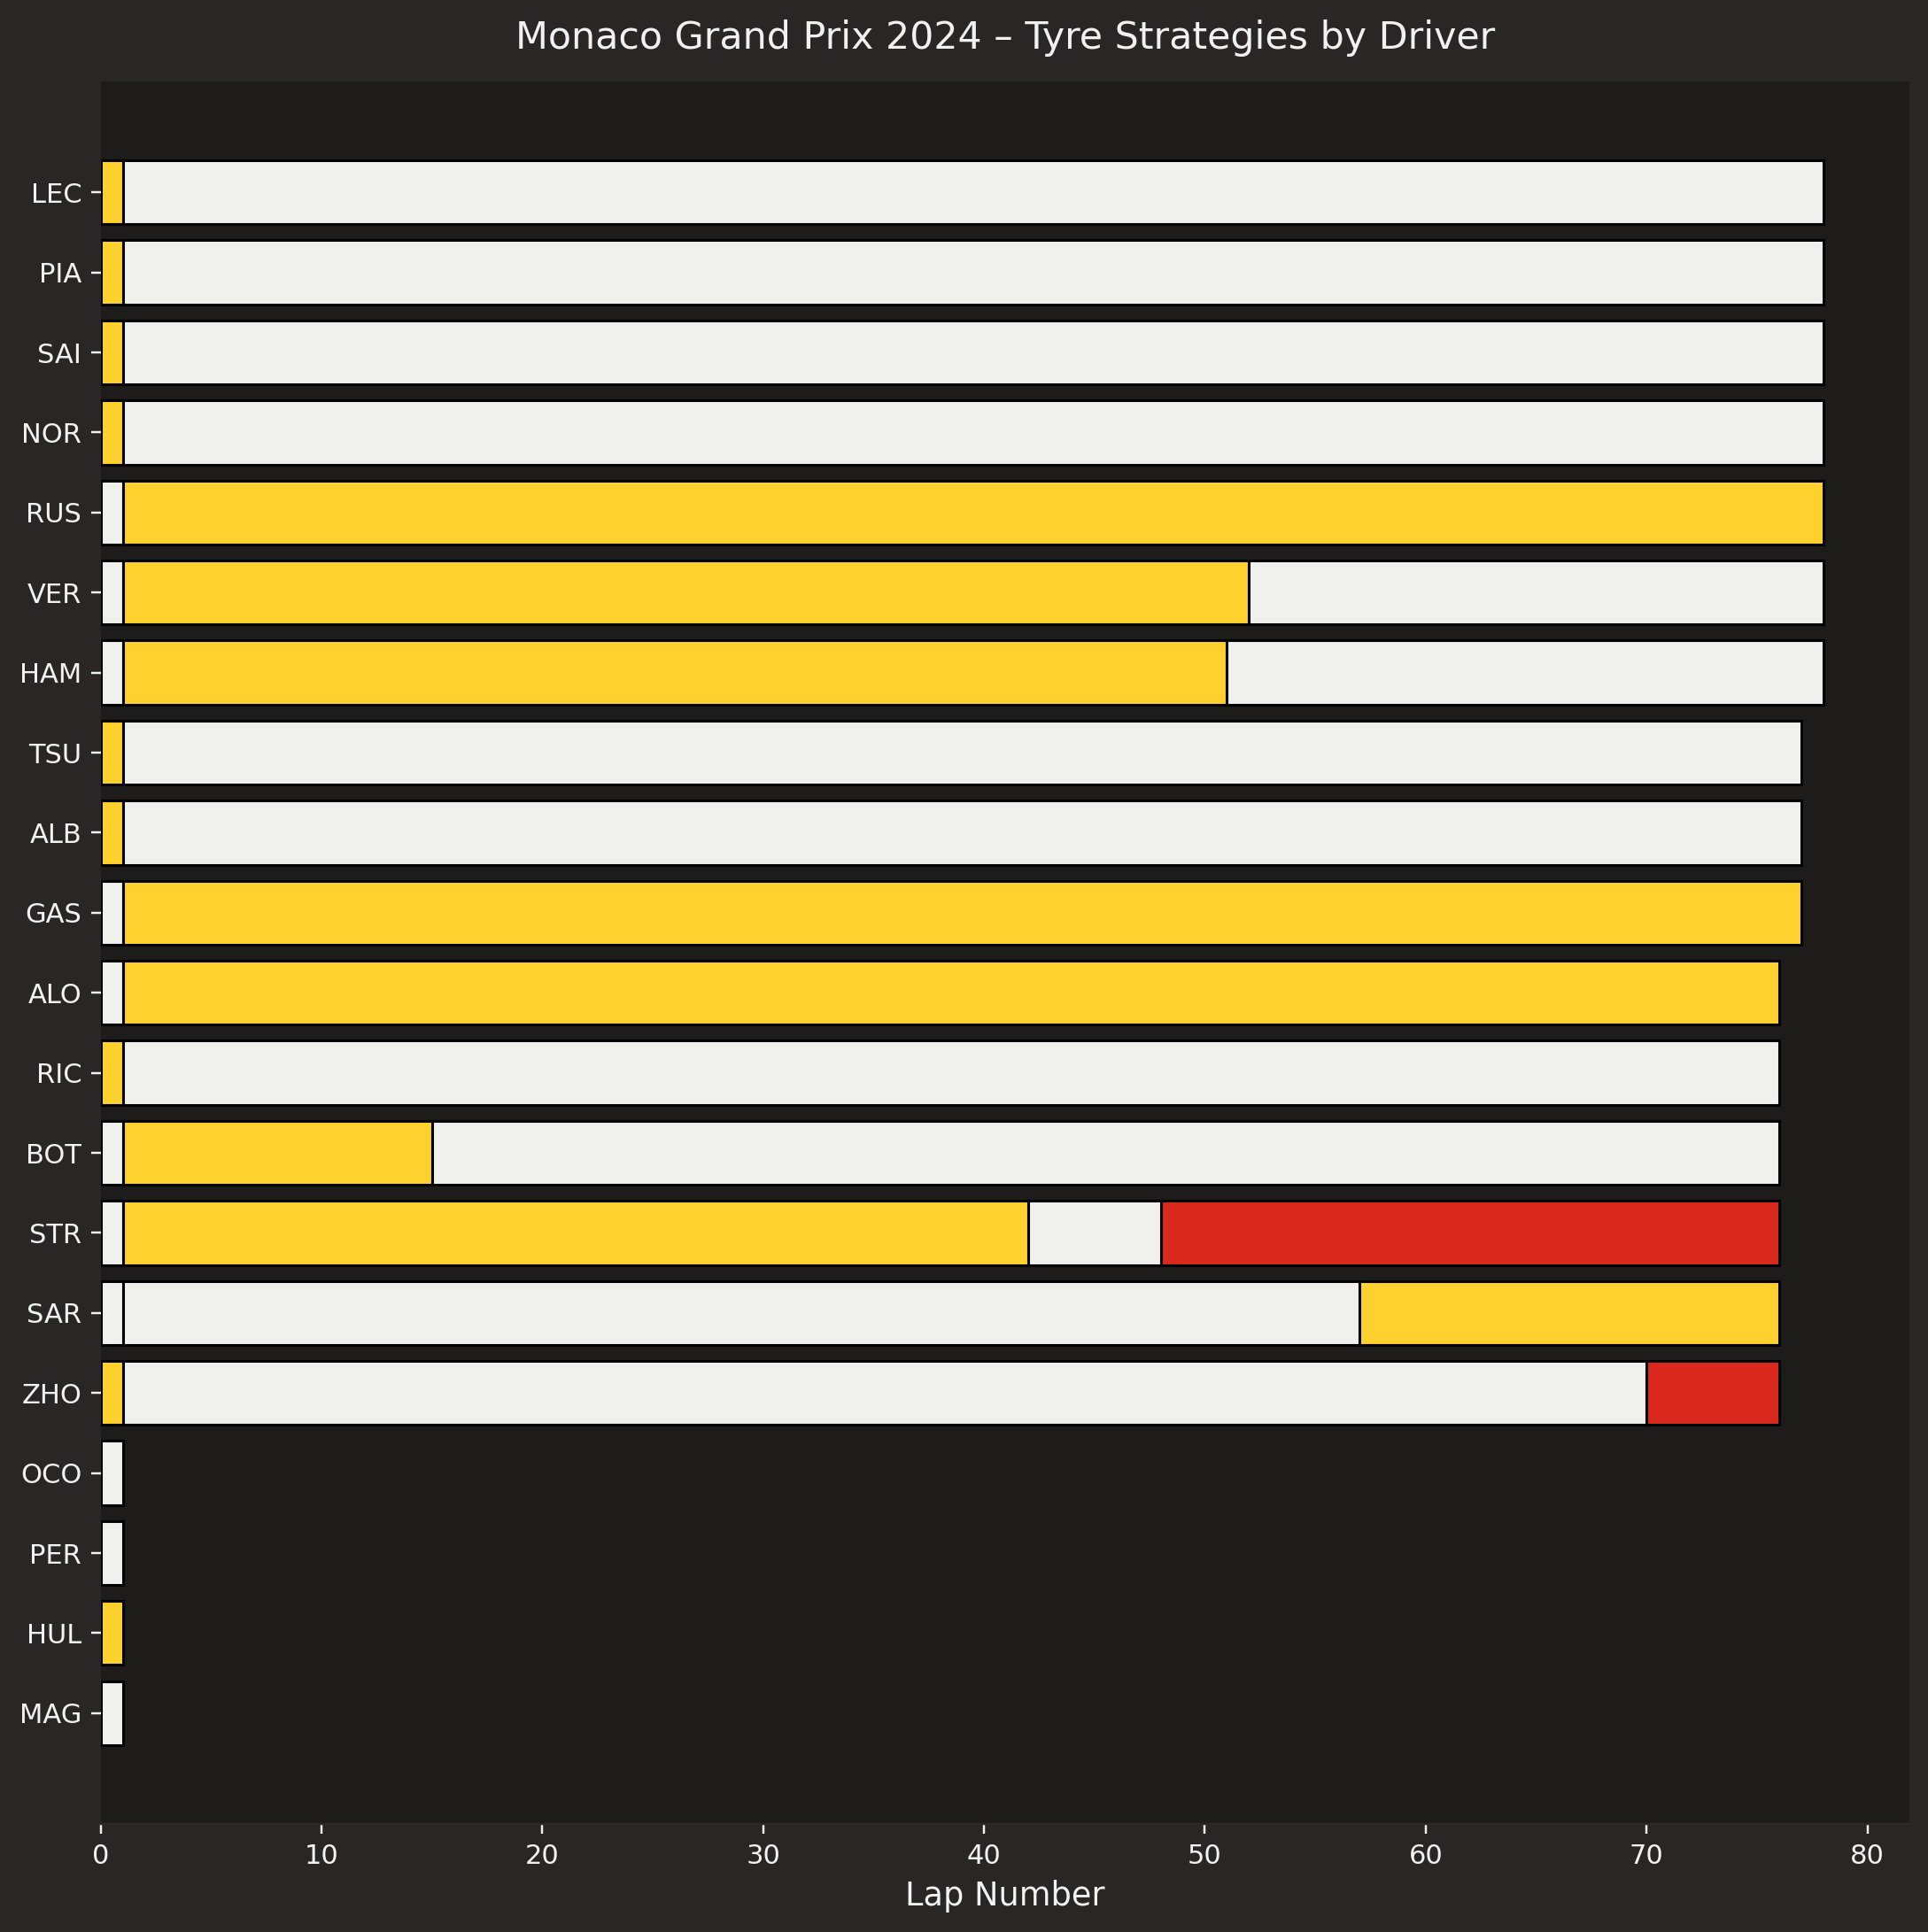 Monaco Grand Prix 2024 – Tyre Strategies by Driver
LEC
PIA
SAI
NOR
RUS
VER
HAM
TSU
ALB
GAS
ALO
RIC
BOT
STR
SAR
ZHO
OCO
PER
HUL
MAG
0 10 20 30 40 50 60 70 80
Lap Number